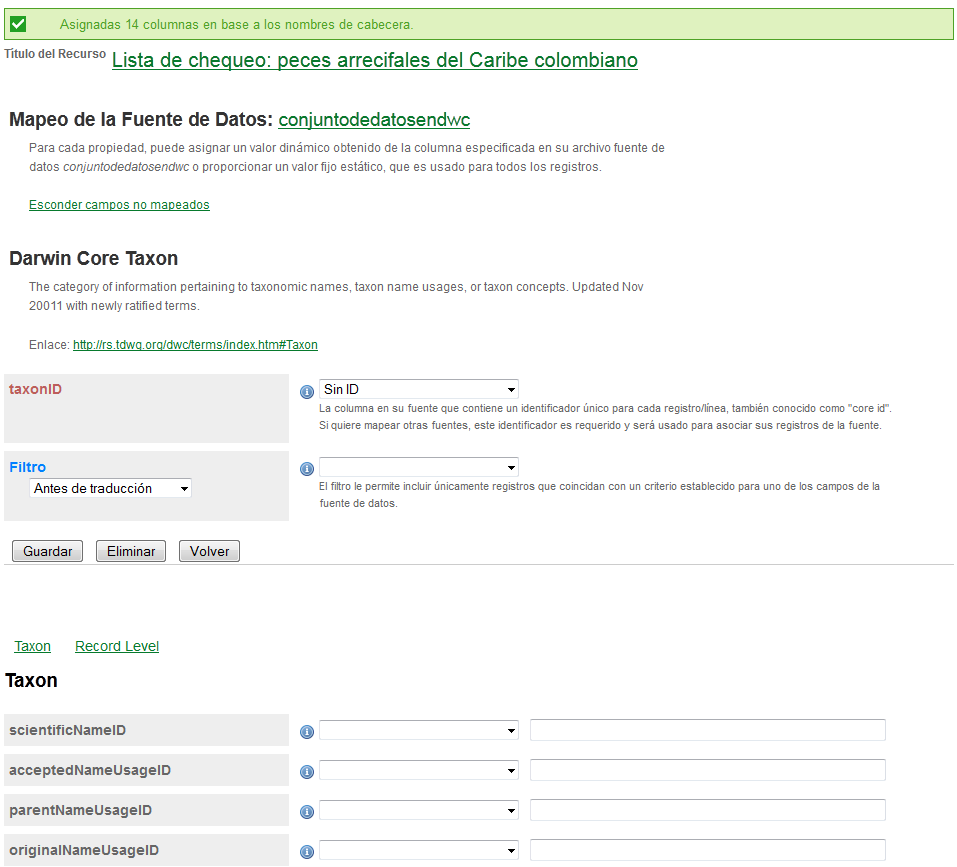 Asignadas 14 columnas en base a los nombres de cabecera.
Título del Recurso Lista de chequeo: peces arrecifales del Caribe colombiano
Mapeo de la Fuente de Datos: conjuntodedatosendwc
Para cada propiedad, puede asignar un valor dinámico obtenido de la columna especificada en su archivo fuente de
datos conjuntodedatosendwc o proporcionar un valor fijo estático, que es usado para todos los registros.
Esconder campos no mapeados
Darwin Core Taxon
The category of information pertaining to taxonomic names, taxon name usages, or taxon concepts. Updated Nov
20011 with newly ratified terms.
Enlace: http://rs.tdwg.org/dwc/terms/index.htm#Taxon
taxonID
Sin ID
La columna en su fuente que contiene un identificador único para cada registro/línea, también conocido como "core id".
Si quiere mapear otras fuentes, este identificador es requerido y será usado para asociar sus registros de la fuente.
Filtro
Antes de traducción
El filtro le permite incluir únicamente registros que coincidan con un criterio establecido para uno de los campos de la
fuente de datos.
Guardar Eliminar Volver
Taxon Record Level
Taxon
scientificNameID
acceptedNameUsageID
parentNameUsageID
originalNameUsageID